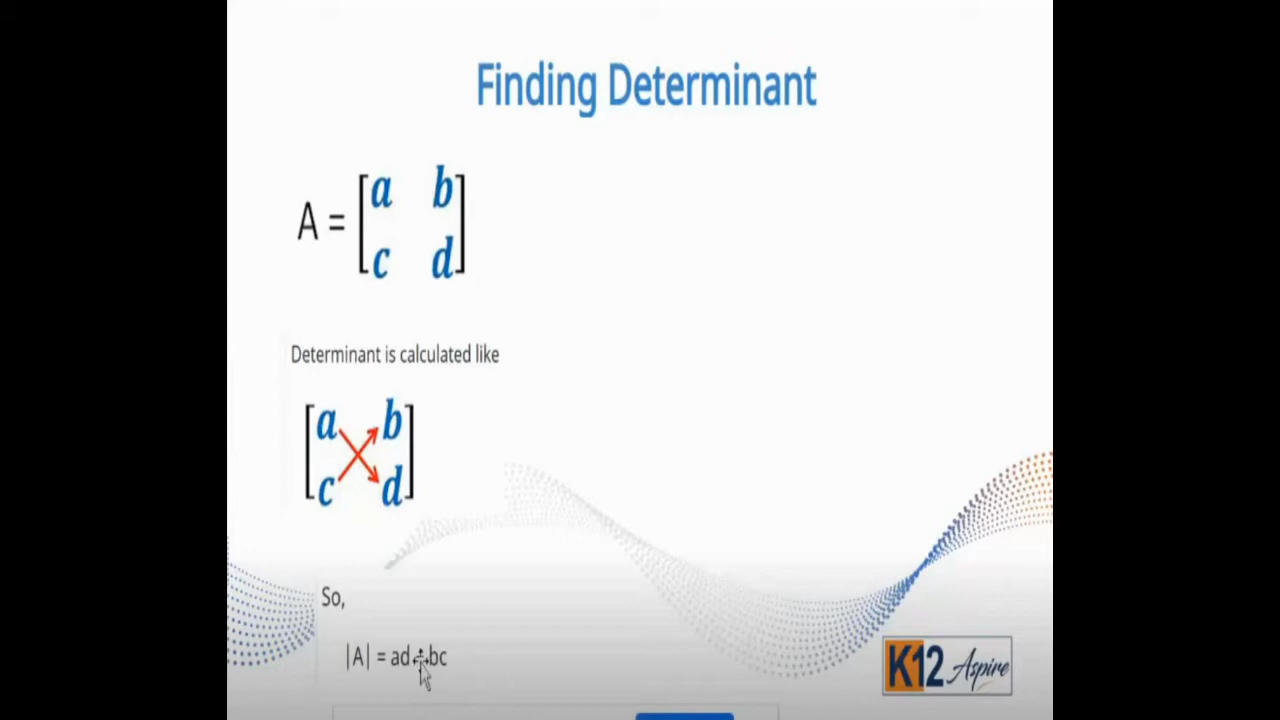 Finding Determinant
A = [a b
c d]
Determinant is calculated like
[a b
c d]
So,
|A| = ad bc
K12 Aspire